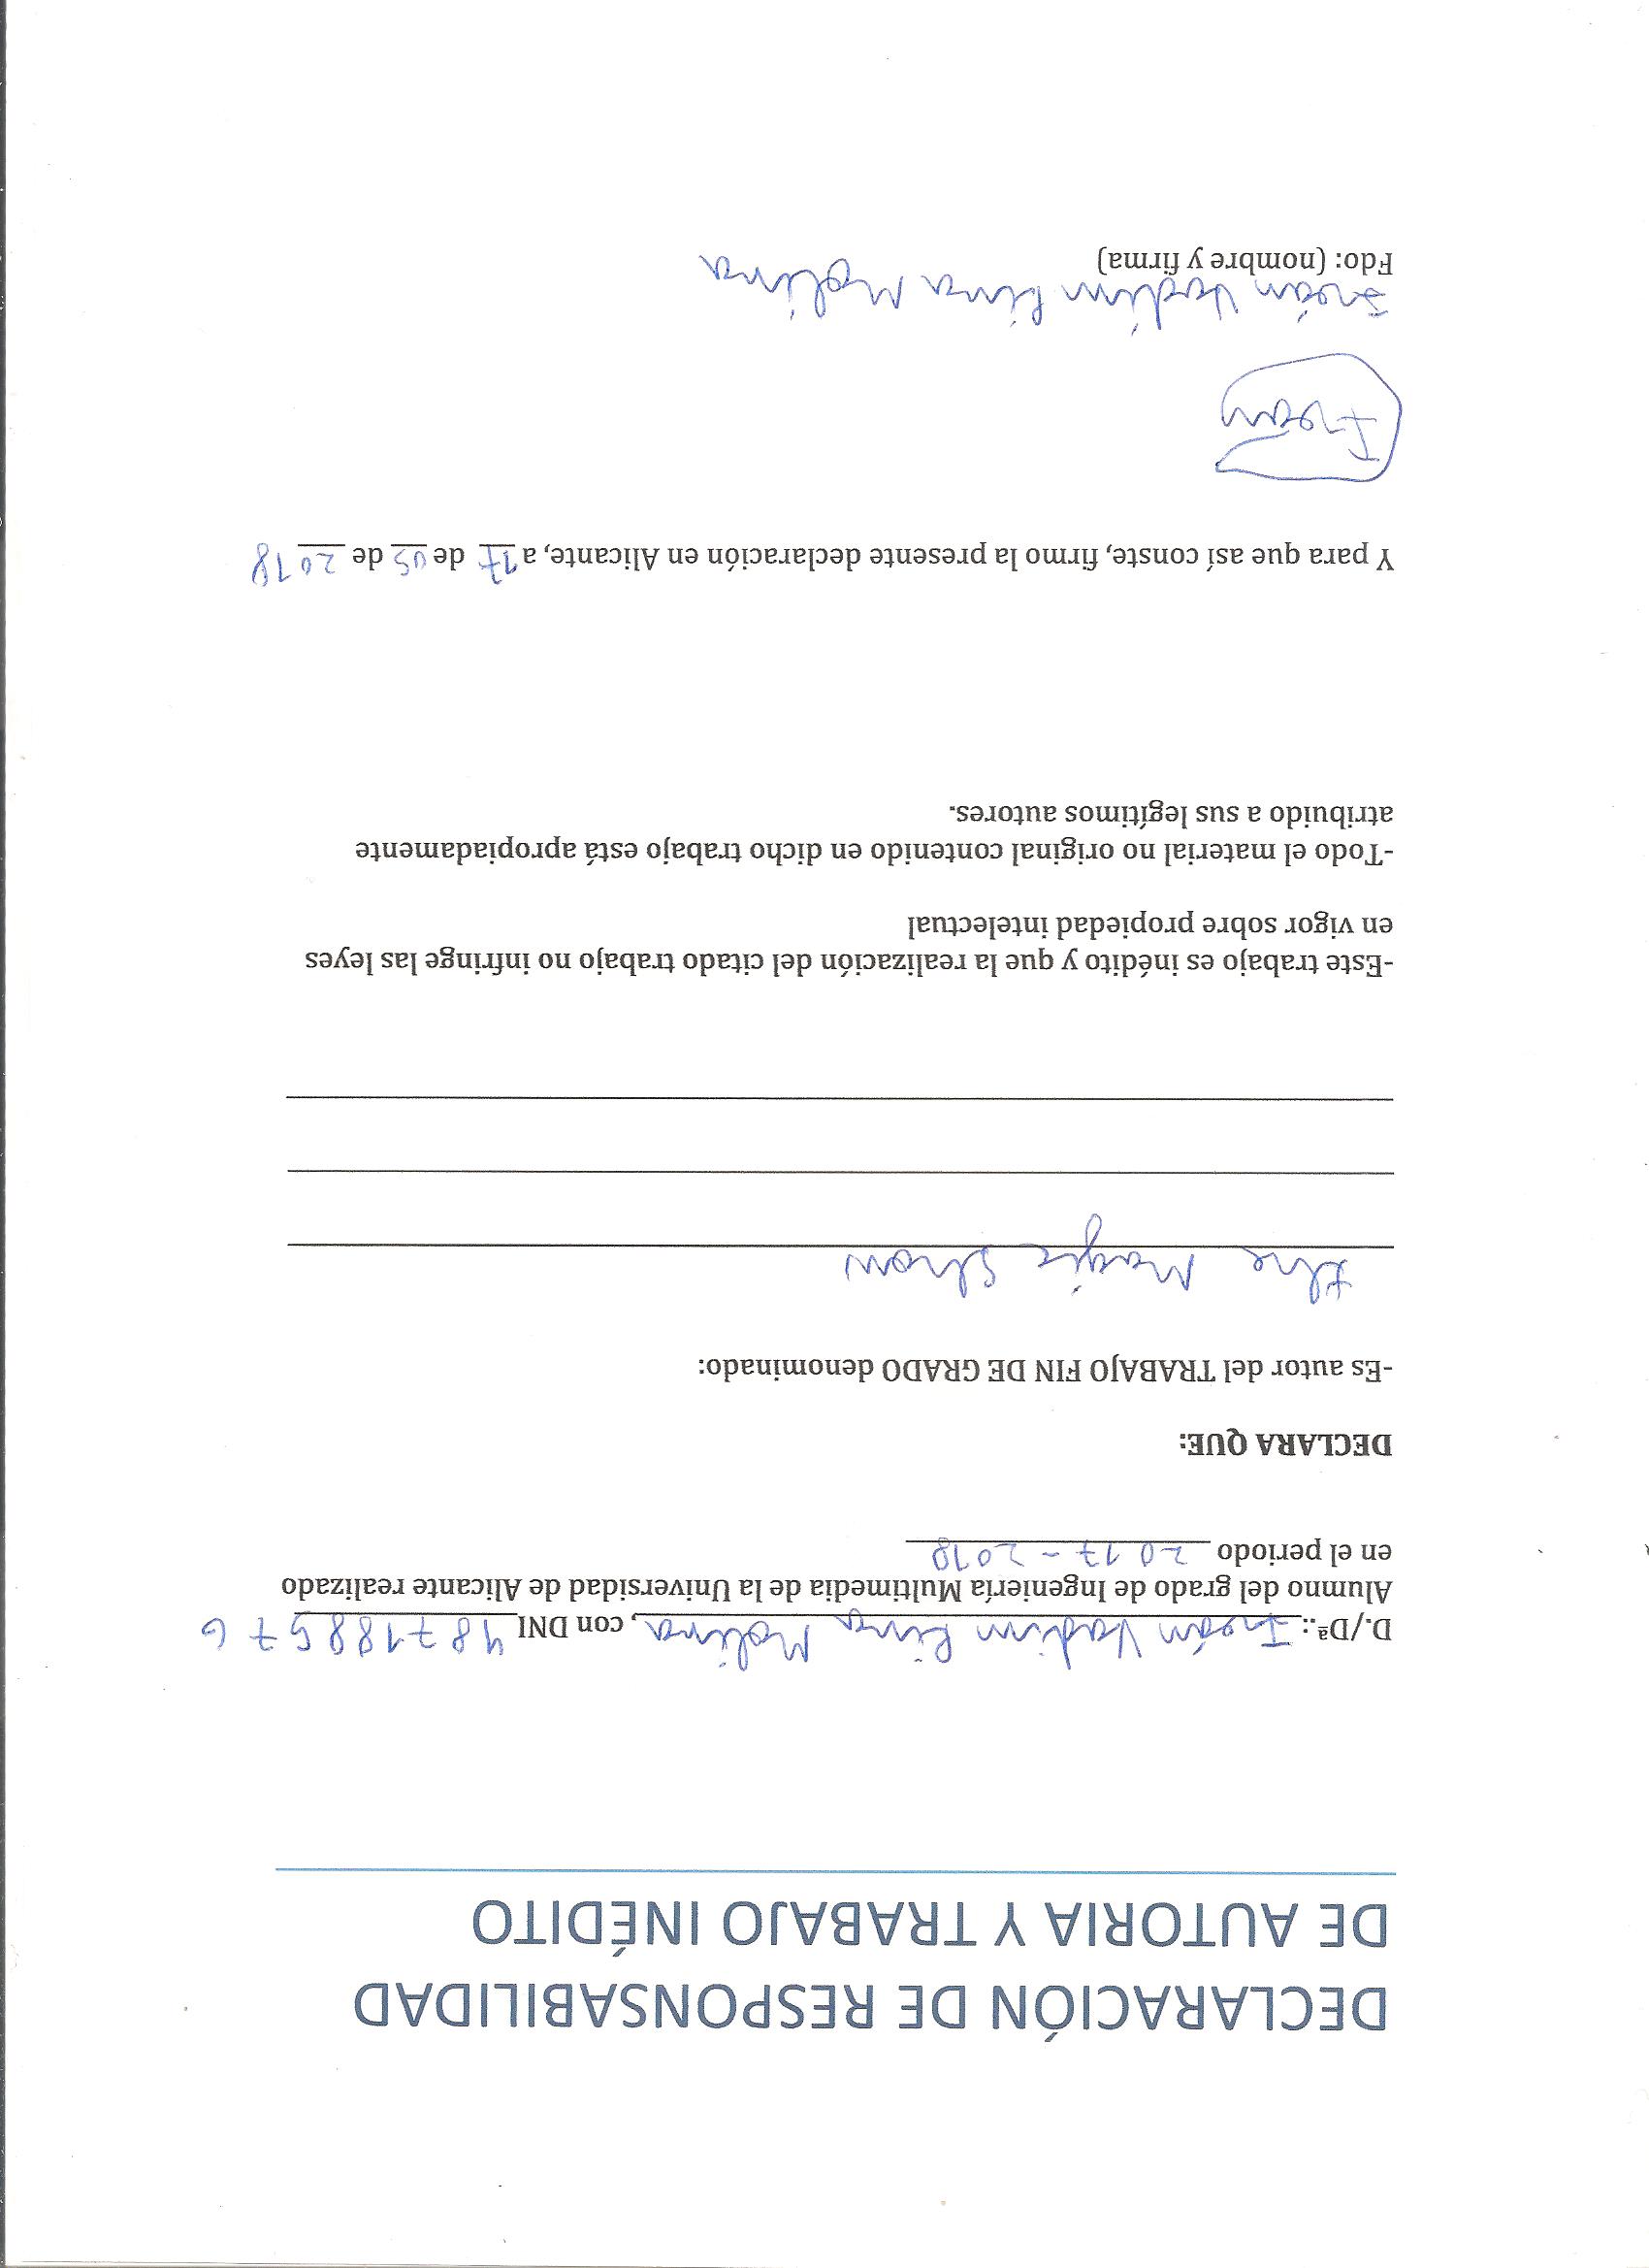 DECLARACIÓN DE RESPONSABILIDAD
DE AUTORIA Y TRABAJO INÉDITO
D./Dª.: Iván Vadim Pina Molina, con DNI 48718857G
Alumno del grado de Ingeniería Multimedia de la Universidad de Alicante realizado
en el periodo 2017-2018
DECLARA QUE:
-Es autor del TRABAJO FIN DE GRADO denominado:
The Magic Show
-Este trabajo es inédito y que la realización del citado trabajo no infringe las leyes
en vigor sobre propiedad intelectual
-Todo el material no original contenido en dicho trabajo está apropiadamente
atribuido a sus legítimos autores.
Y para que así conste, firmo la presente declaración en Alicante, a 17 de 05 de 2018
Iván
Iván Vadim Pina Molina
Fdo: (nombre y firma)